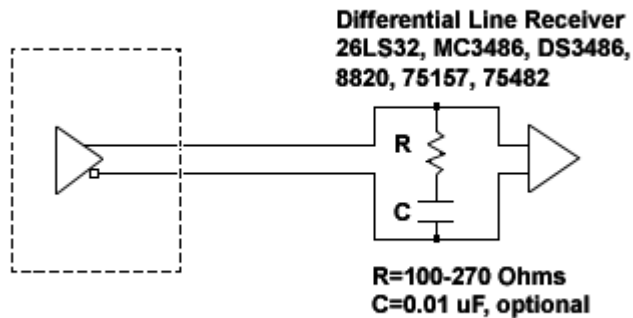 Differential Line Receiver
26LS32, MC3486, DS3486,
8820, 75157, 75482
R
C
R=100-270 Ohms
C=0.01 uF, optional